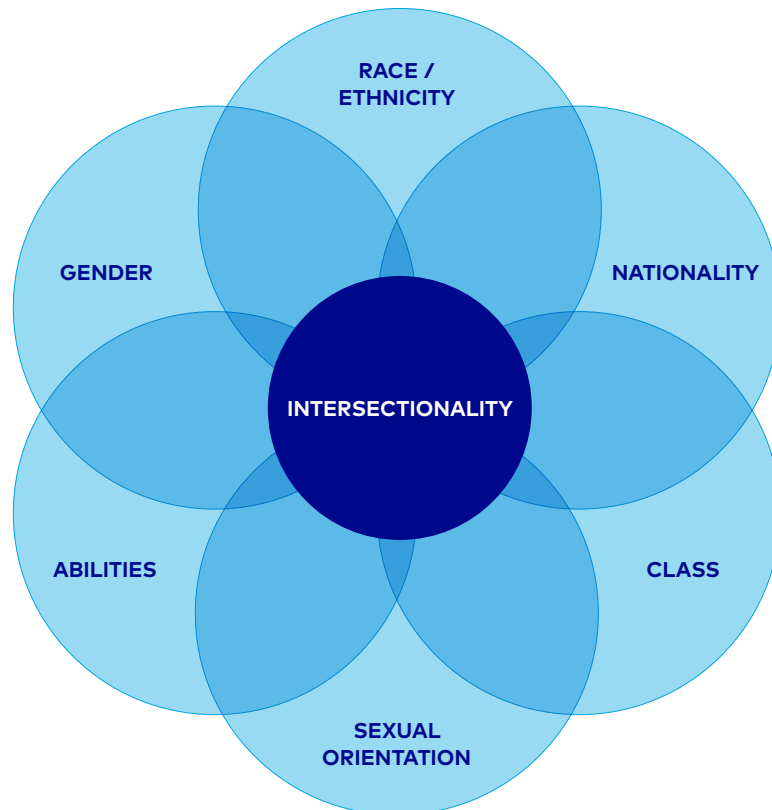 RACE /
ETHNICITY
GENDER
NATIONALITY
INTERSECTIONALITY
ABILITIES
CLASS
SEXUAL
ORIENTATION